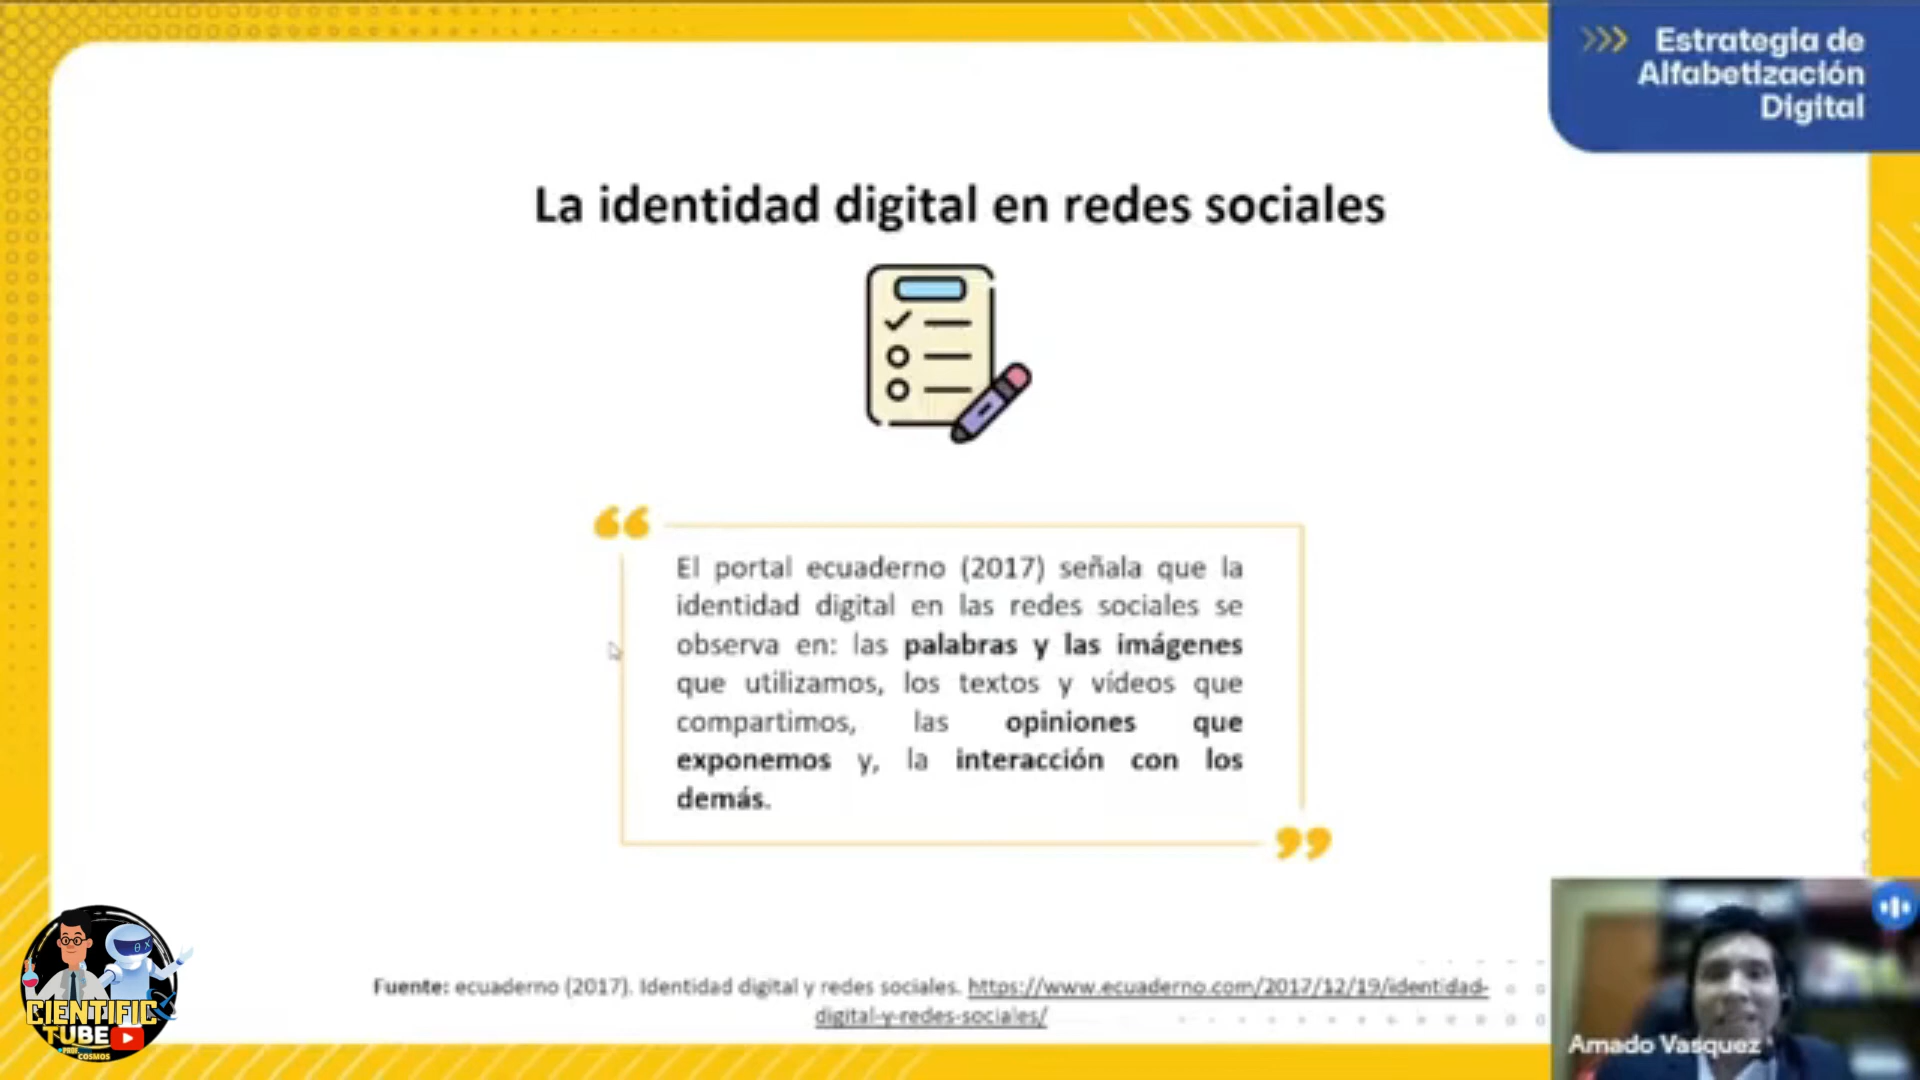 >>> Estrategia de
Alfabetización
Digital
La identidad digital en redes sociales
El portal ecuaderno (2017) señala que la
identidad digital en las redes sociales se
observa en: las palabras y las imágenes
que utilizamos, los textos y vídeos que
compartimos, las opiniones que
exponemos y, la interacción con los
demás.
Fuente: ecuaderno (2017). Identidad digital y redes sociales. https://www.ecuaderno.com/2017/12/19/identidad-
digital-y-redes-sociales/
CIENTIFIC
TUBE
PROF.
COSMOS
Amado Vasquez